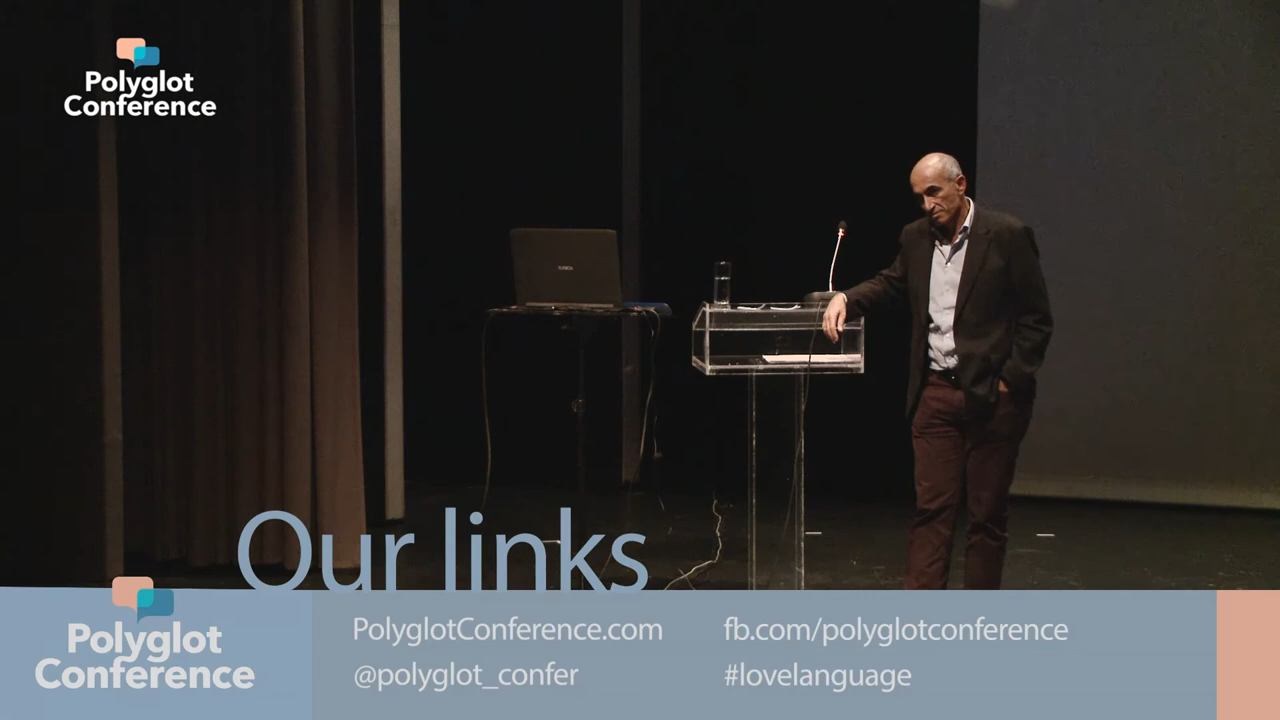 Polyglot
Conference
Our links
Polyglot
Conference
PolyglotConference.com
@polyglot_confer
fb.com/polyglotconference
#lovelanguage